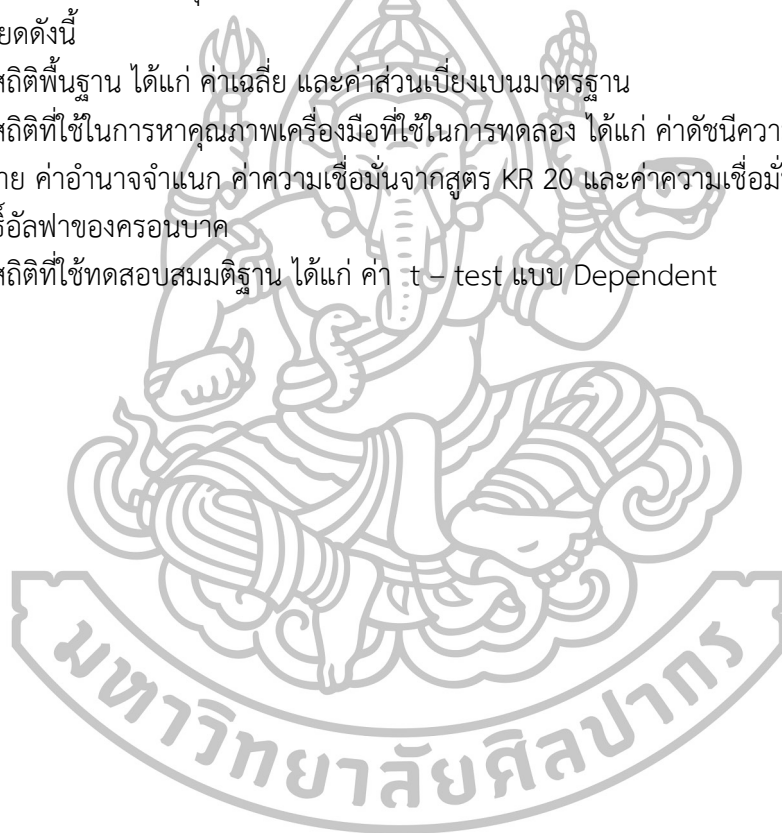 ยดดังนี้
สถิติพื้นฐาน ได้แก่ ค่าเฉลี่ย และค่าส่วนเบี่ยงเบนมาตรฐาน
สถิติที่ใช้ในการหาคุณภาพเครื่องมือที่ใช้ในการทดลอง ได้แก่ ค่าดัชนีควา
าย ค่าอำนาจจำแนก ค่าความเชื่อมั่นจากสูตร KR 20 และค่าความเชื่อมั
ธิ์อัลฟาของครอนบาค
สถิติที่ใช้ทดสอบสมมติฐาน ได้แก่ ค่า t – test แบบ Dependent
มหาวิทยาลัยศิลปากร